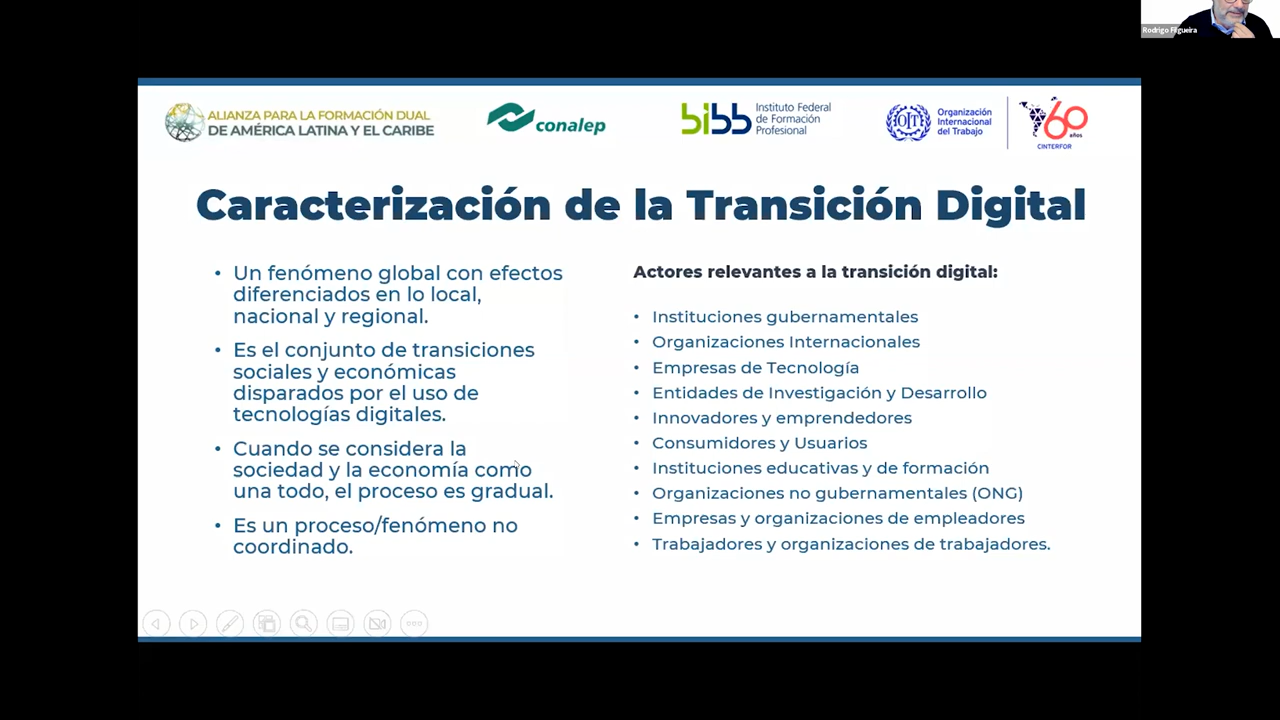 Rodrigo Filgueira
ALIANZA PARA LA FORMACIÓN DUAL
DE AMÉRICA LATINA Y EL CARIBE
conalep
bibb
Instituto Federal
de Formación
Profesional
OIT
Organización
Internacional
del Trabajo
60
años
CINTERFOR
Caracterización de la Transición Digital
• Un fenómeno global con efectos
diferenciados en lo local,
nacional y regional.
• Es el conjunto de transiciones
sociales y económicas
disparados por el uso de
tecnologías digitales.
• Cuando se considera la
sociedad y la economía como
una todo, el proceso es gradual.
• Es un proceso/fenómeno no
coordinado.
Actores relevantes a la transición digital:
• Instituciones gubernamentales
• Organizaciones Internacionales
• Empresas de Tecnología
• Entidades de Investigación y Desarrollo
• Innovadores y emprendedores
• Consumidores y Usuarios
• Instituciones educativas y de formación
• Organizaciones no gubernamentales (ONG)
• Empresas y organizaciones de empleadores
• Trabajadores y organizaciones de trabajadores.